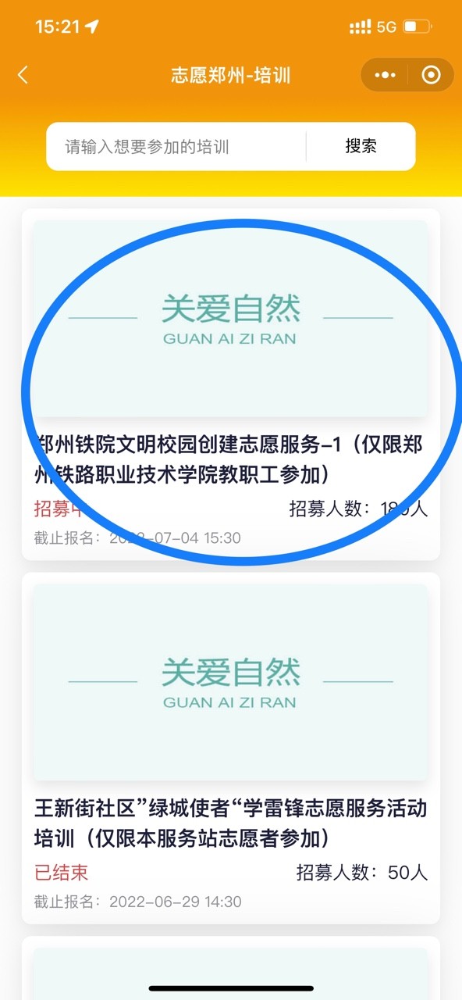 15:21
5G
志愿郑州-培训
请输入想要参加的培训
搜索
关爱自然
GUAN AI ZI RAN
郑州铁院文明校园创建志愿服务–1（仅限郑
州铁路职业技术学院教职工参加）
招募中
招募人数：180人
截止报名：2022–07–04 15:30
关爱自然
GUAN AI ZI RAN
王新街社区”绿城使者“学雷锋志愿服务活动
培训（仅限本服务站志愿者参加）
已结束
招募人数：50人
截止报名：2022–06–29 14:30